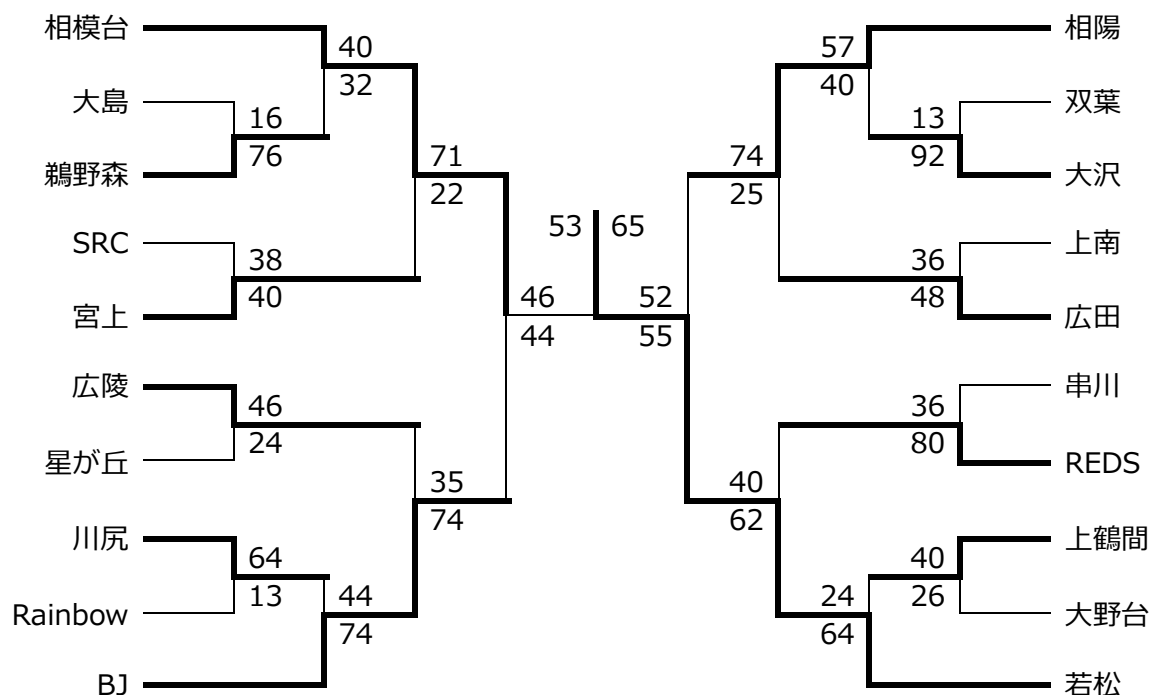 相模台
大島
鵜野森
SRC
宮上
広陵
星が丘
川尻
Rainbow
BJ
40
32
16
76
71
22
38
40
46
24
35
74
64
13
44
74
46
44
53 65
52
55
57
40
13
92
74
25
36
48
36
80
40
62
40
26
24
64
相陽
双葉
大沢
上南
広田
串川
REDS
上鶴間
大野台
若松